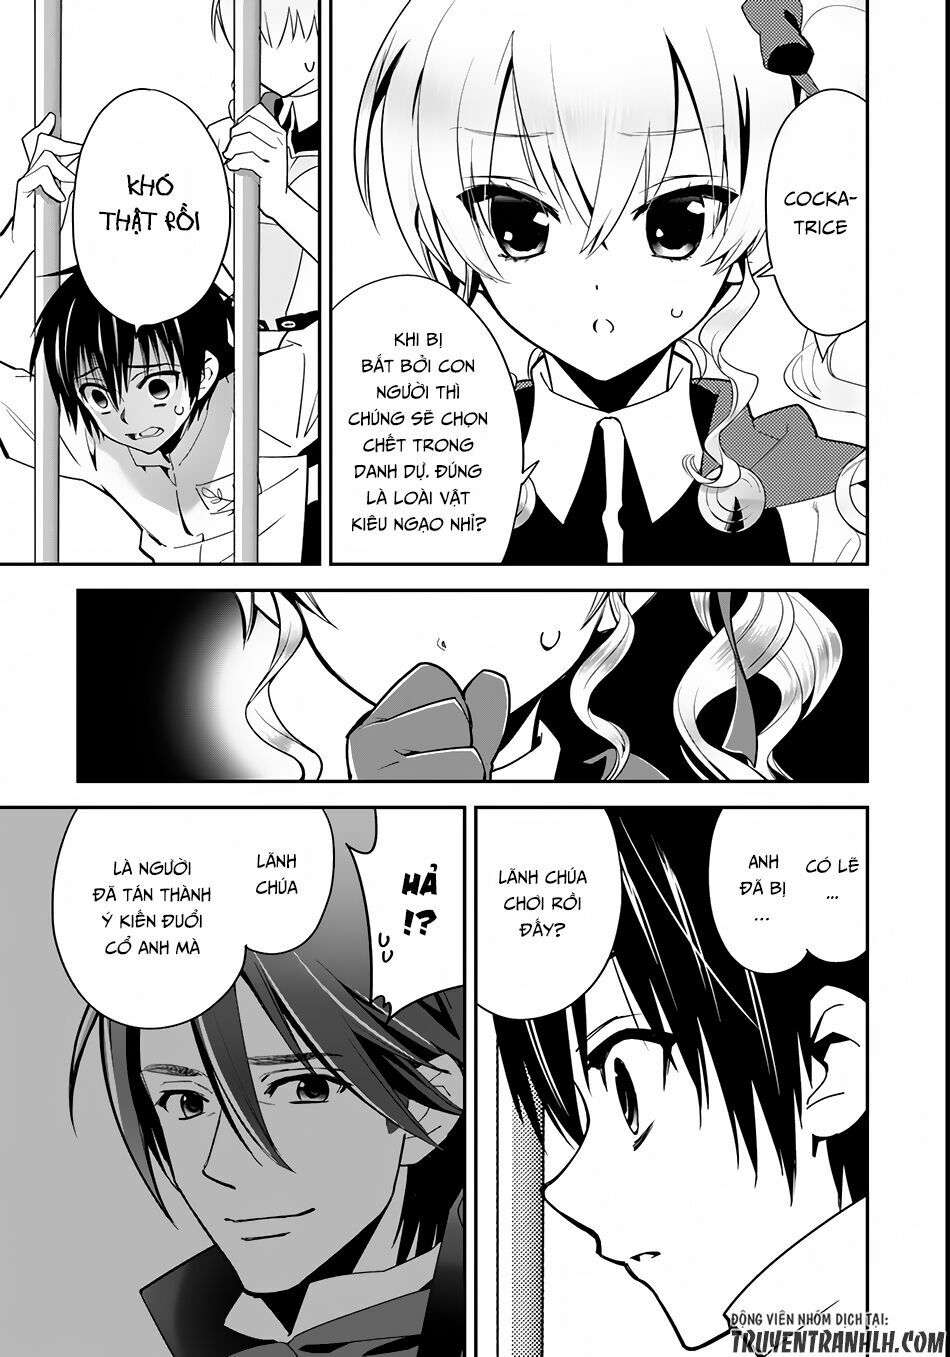 COCKA-
TRICE
KHI BỊ
BẮT BỞI CON
NGƯỜI THÌ
CHÚNG SẼ CHỌN
CHẾT TRONG
DANH DỰ. ĐÚNG
LÀ LOÀI VẬT
KIÊU NGẠO NHỈ?
KHÓ
THẬT RỒI
CÓ LẼ
...
ANH
ĐÃ BỊ
...
LÃNH CHÚA
CHƠI RỒI
ĐẤY?
HẢ
!?
LÃNH
CHÚA
LÀ NGƯỜI
ĐÃ TÁN THÀNH
Ý KIẾN ĐUỔI
CỔ ANH MÀ
ĐỘNG VIÊN NHÓM DỊCH TẠI:
TRUYENTRANHLH.COM